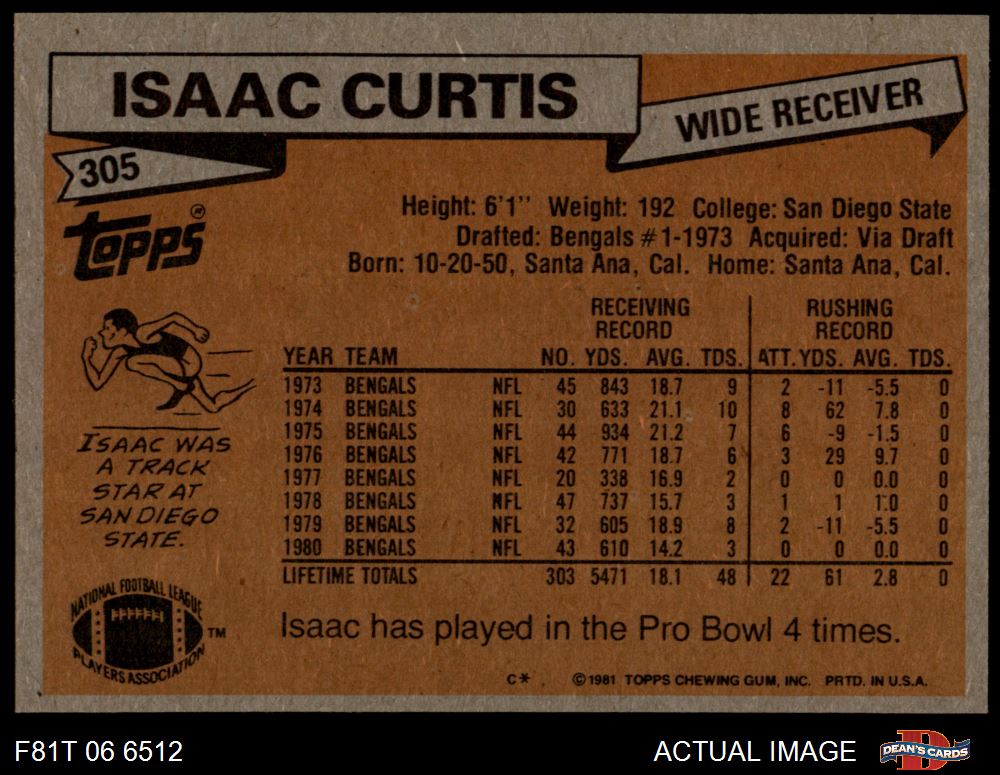 ISAAC CURTIS
WIDE RECEIVER
305
TOPPS®
Height: 6'1'' Weight: 192 College: San Diego State
Drafted: Bengals #1-1973 Acquired: Via Draft
Born: 10-20-50, Santa Ana, Cal. Home: Santa Ana, Cal.
RECEIVING RUSHING
RECORD RECORD
YEAR TEAM NO. YDS. AVG. TDS. ATT. YDS. AVG. TDS.
1973 BENGALS NFL 45 843 18.7 9 2 -11 -5.5 0
1974 BENGALS NFL 30 633 21.1 10 8 62 7.8 0
1975 BENGALS NFL 44 934 21.2 7 6 -9 -1.5 0
1976 BENGALS NFL 42 771 18.7 6 3 29 9.7 0
1977 BENGALS NFL 20 338 16.9 2 0 0 0.0 0
1978 BENGALS NFL 47 737 15.7 3 1 1 1.0 0
1979 BENGALS NFL 32 605 18.9 8 2 -11 -5.5 0
1980 BENGALS NFL 43 610 14.2 3 0 0 0.0 0
LIFETIME TOTALS 303 5471 18.1 48 22 61 2.8 0
ISAAC WAS
A TRACK
STAR AT
SAN DIEGO
STATE.
NATIONAL FOOTBALL LEAGUE
PLAYERS ASSOCIATION
TM
Isaac has played in the Pro Bowl 4 times.
C* ©1981 TOPPS CHEWING GUM, INC. PRTD. IN U.S.A.
F81T 06 6512
ACTUAL IMAGE
D
DEAN'S CARDS